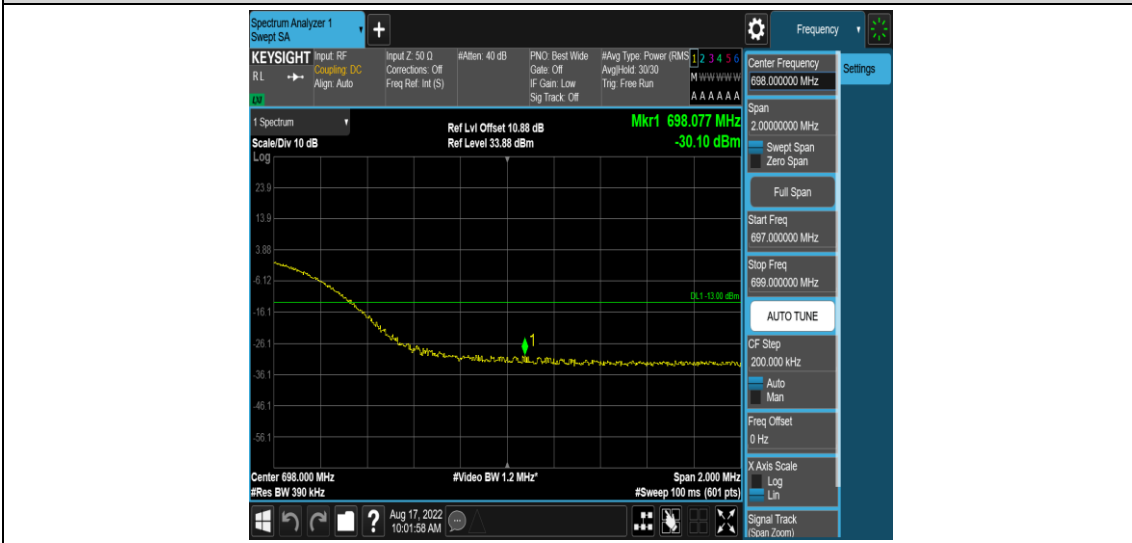 Spectrum Analyzer 1
Swept SA
+
Frequency
KEYSIGHT
RL
LXI
Input: RF
Coupling: DC
Align: Auto
Input Z: 50 Ω
Corrections: Off
Freq Ref: Int (S)
#Atten: 40 dB
PNO: Best Wide
Gate: Off
IF Gain: Low
Sig Track: Off
#Avg Type: Power (RMS
Avg|Hold: 30/30
Trig: Free Run
1 2 3 4 5 6
M W W W W W
A A A A A A
1 Spectrum
Scale/Div 10 dB
Log
Ref Lvl Offset 10.88 dB
Ref Level 33.88 dBm
Mkr1 698.077 MHz
-30.10 dBm
23.9
13.9
3.88
-6.12
-16.1
-26.1
-36.1
-46.1
-56.1
DL1 -13.00 dBm
1
Center 698.000 MHz
#Res BW 390 kHz
#Video BW 1.2 MHz*
Span 2.000 MHz
#Sweep 100 ms (601 pts)
?
Aug 17, 2022
10:01:58 AM
Center Frequency
698.000000 MHz
Span
2.00000000 MHz
Swept Span
Zero Span
Full Span
Start Freq
697.000000 MHz
Stop Freq
699.000000 MHz
AUTO TUNE
CF Step
200.000 kHz
Auto
Man
Freq Offset
0 Hz
X Axis Scale
Log
Lin
Signal Track
(Span Zoom)
Settings